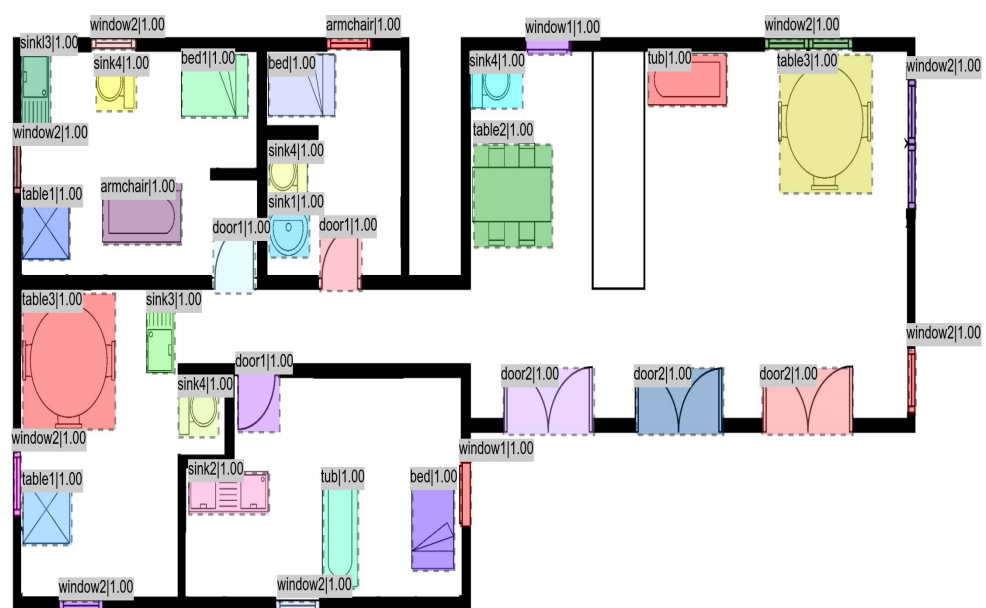 window2|1.00
armchair|1.00
window1|1.00
window2|1.00
sinkl3|1.00
sink4|1.00
bed1|1.00
bed|1.00
sink4|1.00
tub|1.00
table3|1.00
window2|1.00
window2|1.00
table2|1.00
sink4|1.00
table1|1.00
armchair|1.00
sink1|1.00
door1|1.00
door1|1.00
table3|1.00
sink3|1.00
window2|1.00
door1|1.00
door2|1.00
door2|1.00
door2|1.00
sink4|1.00
window2|1.00
window1|1.00
sink2|1.00
table1|1.00
tub|1.00
bed|1.00
window2|1.00
window2|1.00